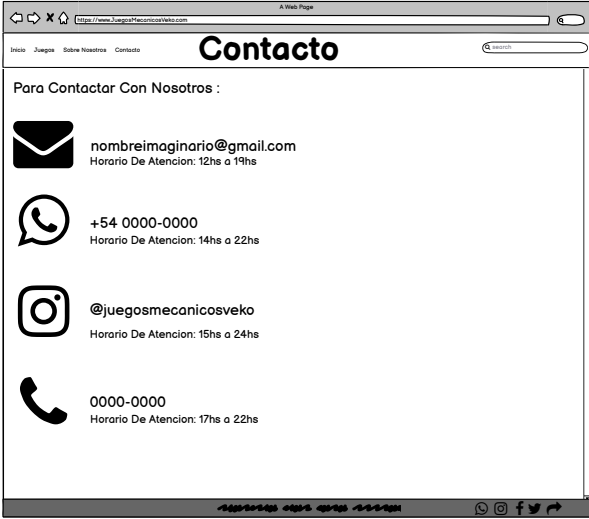 A Web Page
https://www.JuegosMecanicosVeko.com
Inicio Juegos Sobre Nosotros Contacto
Contacto
search
Para Contactar Con Nosotros :
nombreimaginario@gmail.com
Horario De Atencion: 12hs a 19hs
+54 0000-0000
Horario De Atencion: 14hs a 22hs
@juegosmecanicosveko
Horario De Atencion: 15hs a 24hs
0000-0000
Horario De Atencion: 17hs a 22hs